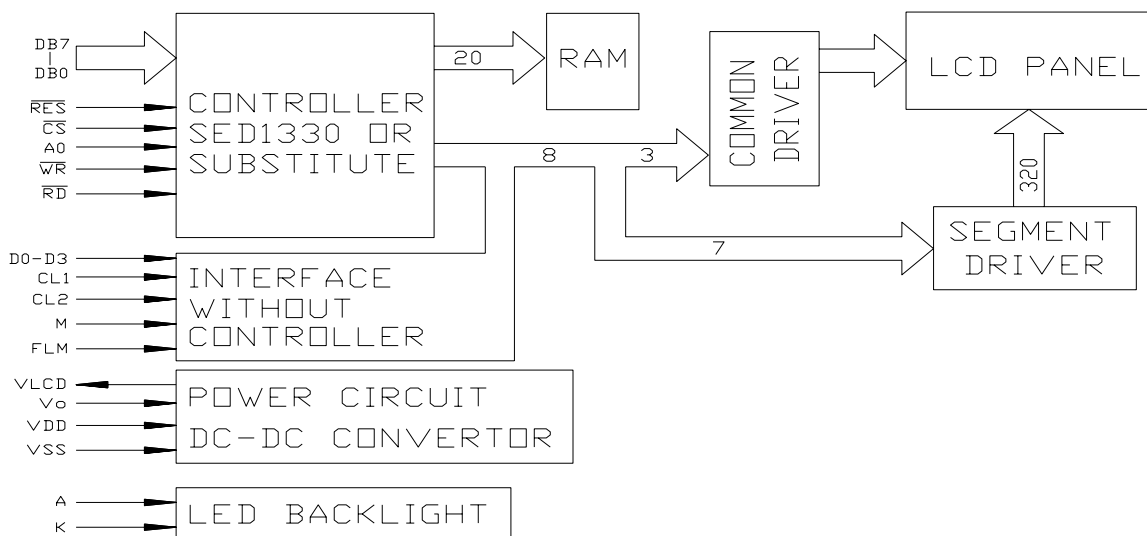 DB7
DB0
RES
CS
A0
WR
RD
CONTROLLER
SED1330 OR
SUBSTITUTE
20
RAM
8
3
COMMON
DRIVER
LCD PANEL
320
7
SEGMENT
DRIVER
D0-D3
CL1
CL2
M
FLM
INTERFACE
WITHOUT
CONTROLLER
VLCD
Vo
VDD
VSS
POWER CIRCUIT
DC-DC CONVERTOR
A
K
LED BACKLIGHT